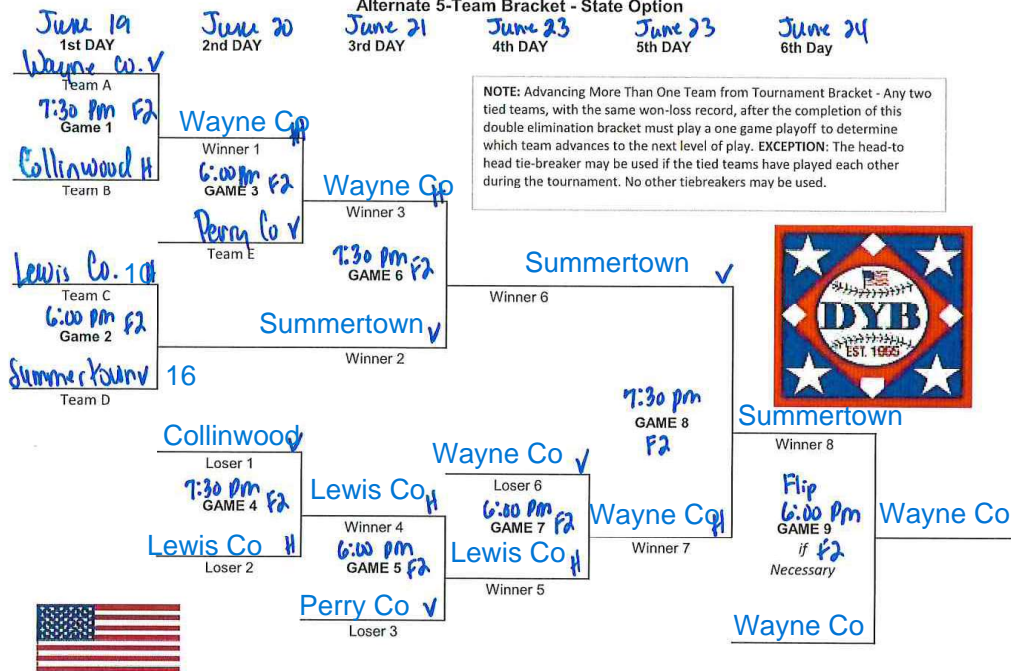 Alternate 5-Team Bracket - State Option
June 19 June 20 June 21 June 23 June 23 June 24
1st DAY 2nd DAY 3rd DAY 4th DAY 5th DAY 6th Day
Wayne Co. V
Team A
7:30 Pm F2
Game 1
Collinwood H
Team B
Wayne Co H
Winner 1
6:00 Pm F2
GAME 3
Perry Co V
Team E
Wayne Co H
Winner 3
7:30 pm F2
GAME 6
Summertown V
Winner 2
Lewis Co. 10 H
Team C
6:00 pm F2
Game 2
Summertown V 16
Team D
NOTE: Advancing More Than One Team from Tournament Bracket - Any two
tied teams, with the same won-loss record, after the completion of this
double elimination bracket must play a one game playoff to determine
which team advances to the next level of play. EXCEPTION: The head-to
head tie-breaker may be used if the tied teams have played each other
during the tournament. No other tiebreakers may be used.
DYB
EST. 1995
Summertown V
Winner 6
7:30 pm
GAME 8
F2
Collinwood V
Loser 1
7:30 pm F2
GAME 4
Lewis Co H
Loser 2
Lewis Co H
Winner 4
6:00 pm
GAME 5 F2
Perry Co V
Loser 3
Wayne Co V
Loser 6
6:00 pm
GAME 7 F2
Lewis Co H
Winner 5
Wayne Co H
Winner 7
Summertown
Winner 8
Flip
6:00 Pm
GAME 9
if F2
Necessary
Wayne Co
Wayne Co